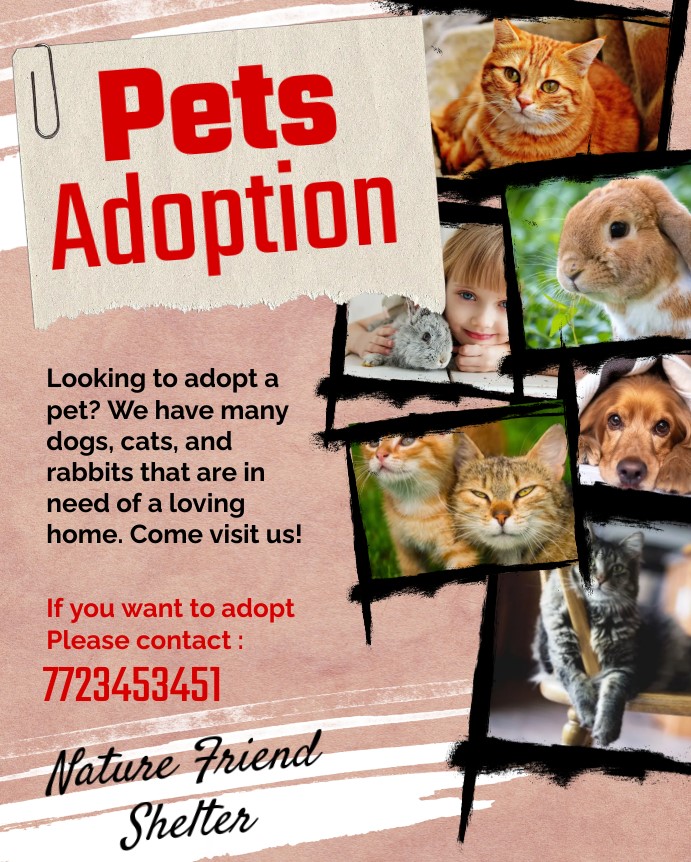 Pets
Adoption
Looking to adopt a
pet? We have many
dogs, cats, and
rabbits that are in
need of a loving
home. Come visit us!
If you want to adopt
Please contact :
7723453451
Nature Friend
Shelter